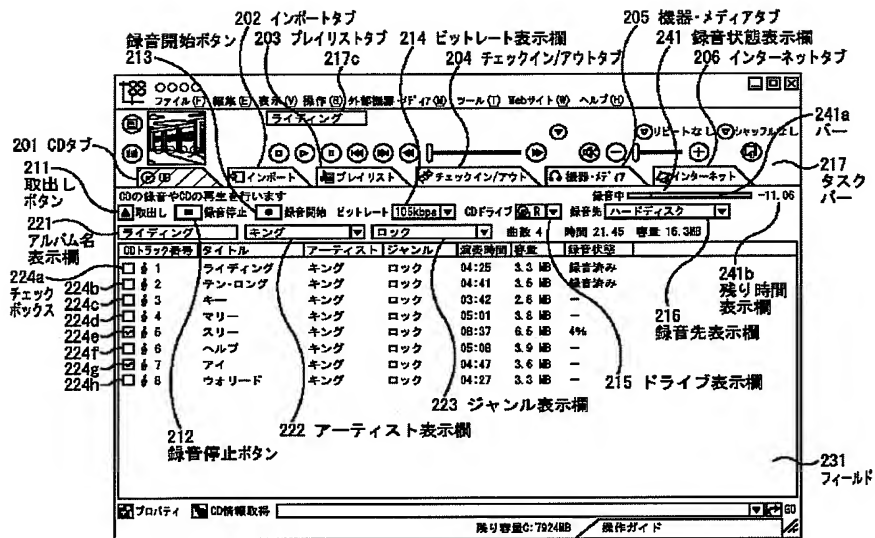 202 インポートタブ
205 機器・メディアタブ
録音開始ボタン
203 プレイリストタブ
214 ビットレート表示欄
241 録音状態表示欄
213
217c
204 チェックイン/アウトタブ
206 インターネットタブ
○○○○
ファイル(F) 編集(E) 表示(V) 操作(R) 外部機器・メディア(M) ツール(T) Webサイト(W) ヘルプ(H)
ライディング
241a
バー
リピートなし シャッフルなし
201 CDタブ
217
タスク
バー
CD インポート プレイリスト チェックイン/アウト 機器・メディア インターネット
211
取出し
ボタン
CDの録音やCDの再生を行います
録音中 -11.06
取出し 録音停止 録音開始 ビットレート 105kbps CDドライブ R 録音先 ハードディスク
221
アルバム名
表示欄
ライディング キング ロック 曲数 4 時間 21.45 容量 16.3MB
CDトラック番号 タイトル アーティスト ジャンル 演奏時間 容量 録音状態
224a 1 ライディング キング ロック 04:25 3.3 MB 録音済み
チェック
ボックス
224b 2 テン・ロング キング ロック 04:41 3.5 MB 録音済み
224c 3 キー キング ロック 03:42 2.6 MB −
224d 4 マリー キング ロック 05:01 3.8 MB −
224e 5 スリー キング ロック 08:37 6.5 MB 4%
224f 6 ヘルプ キング ロック 05:08 3.9 MB −
224g 7 アイ キング ロック 04:47 3.6 MB −
224h 8 ウォリード キング ロック 04:27 3.3 MB −
241b
残り時間
表示欄
216
録音先表示欄
215 ドライブ表示欄
223 ジャンル表示欄
222 アーティスト表示欄
212
録音停止ボタン
231
フィールド
プロパティ CD情報取得 GO
残り容量C:7924MB 操作ガイド